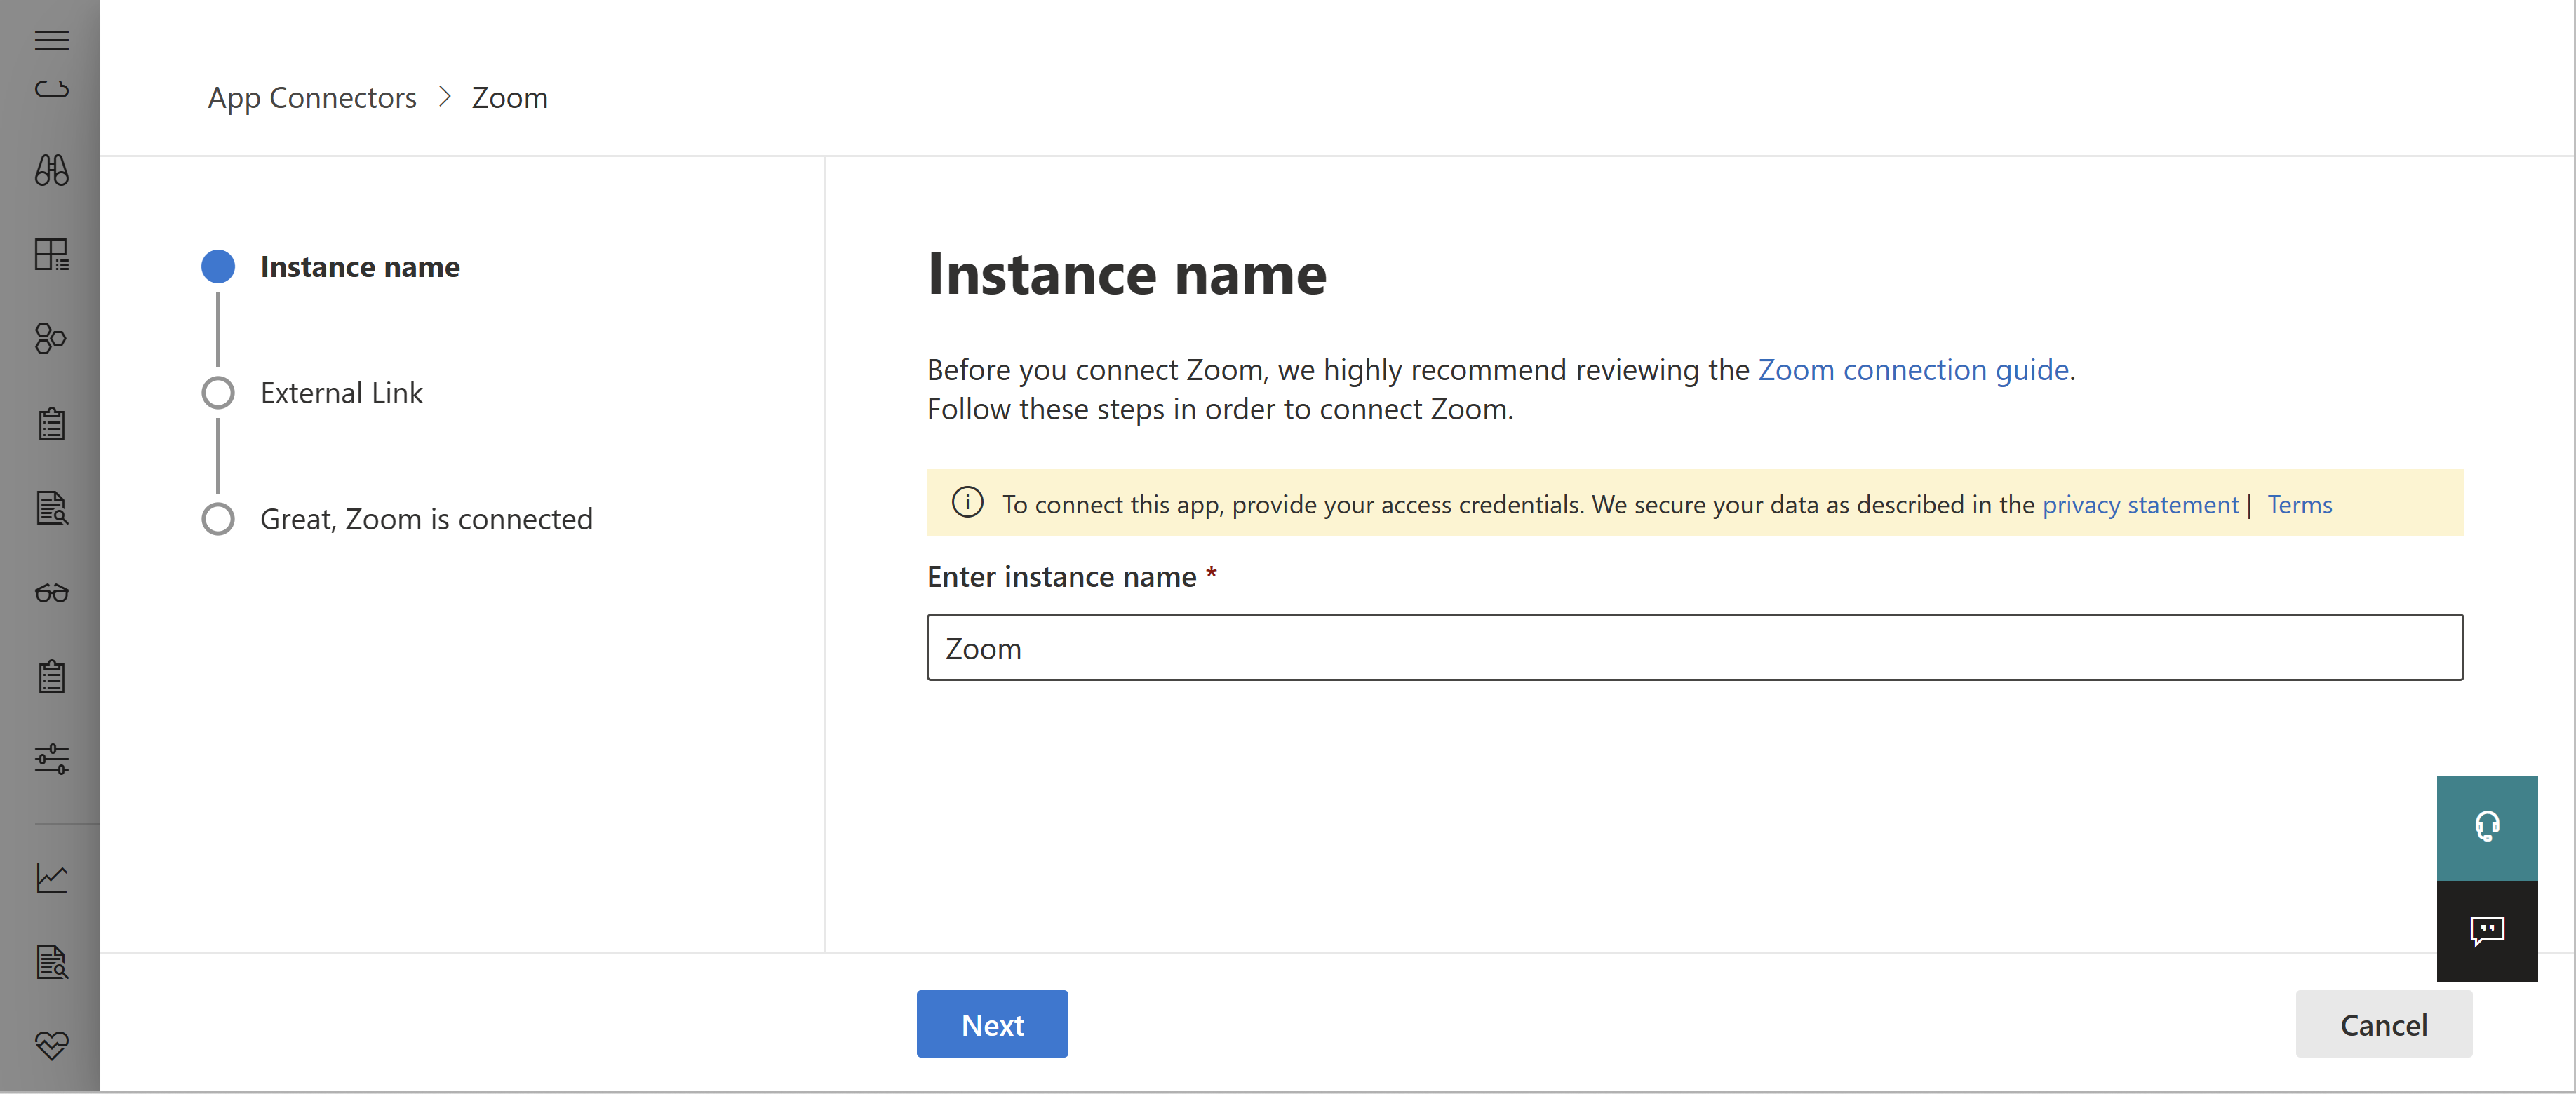 App Connectors > Zoom
Instance name
External Link
Great, Zoom is connected
Instance name
Before you connect Zoom, we highly recommend reviewing the Zoom connection guide.
Follow these steps in order to connect Zoom.
To connect this app, provide your access credentials. We secure your data as described in the privacy statement | Terms
Enter instance name *
Zoom
Next
Cancel